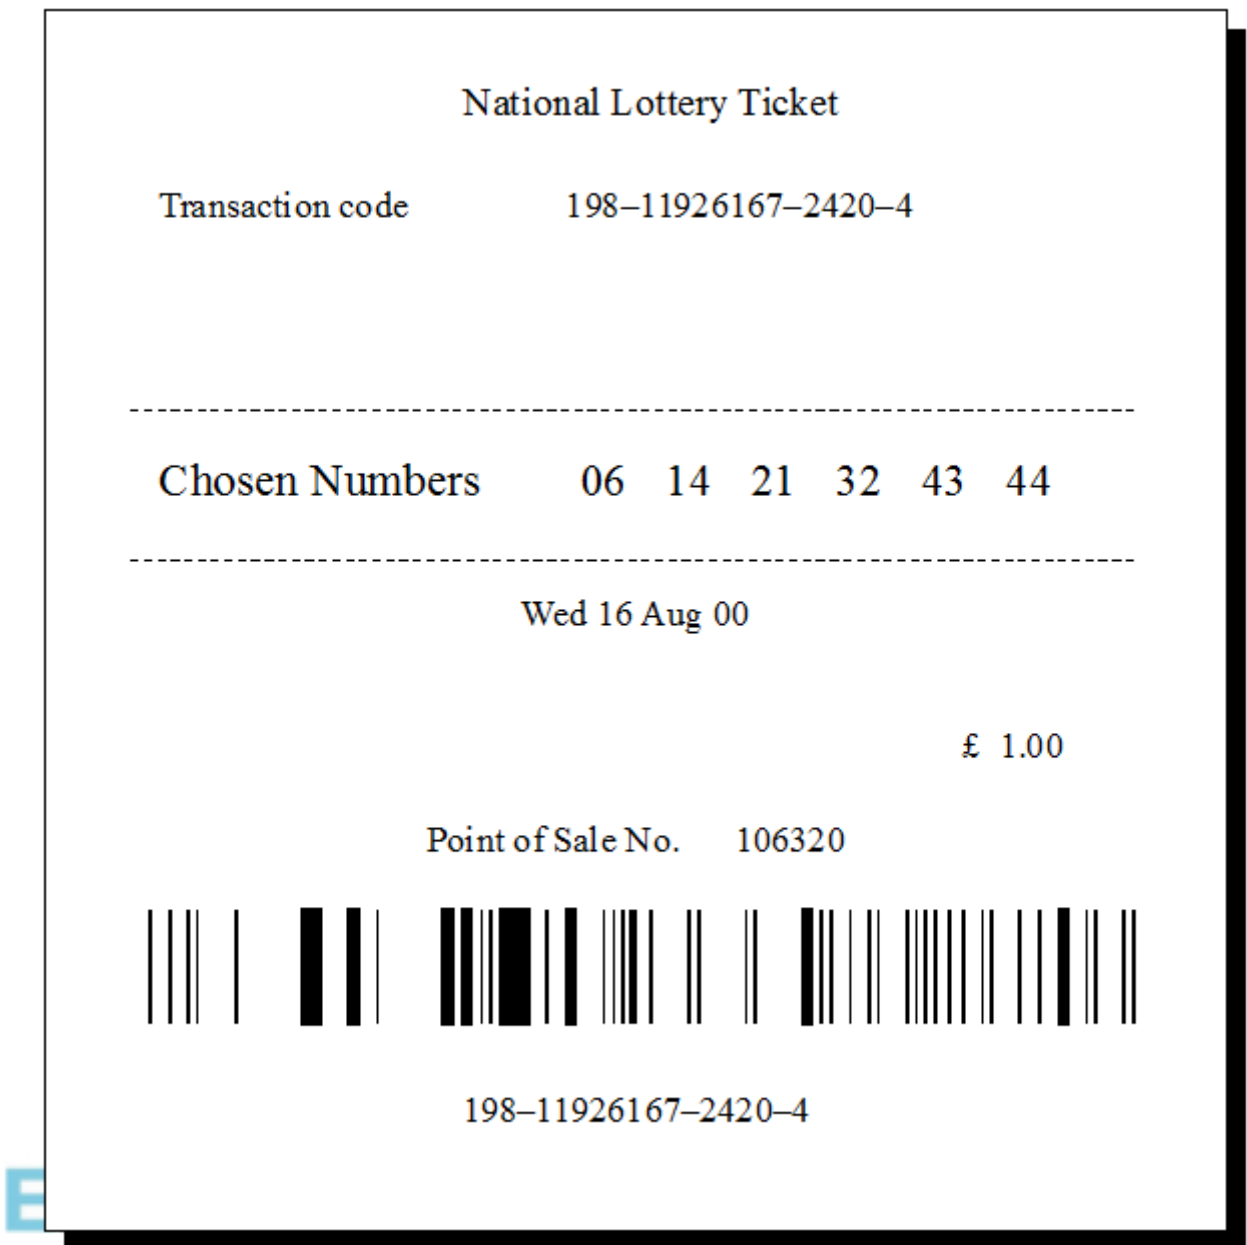 National Lottery Ticket
Transaction code 198–11926167–2420–4
Chosen Numbers 06 14 21 32 43 44
Wed 16 Aug 00
£ 1.00
Point of Sale No. 106320
198–11926167–2420–4
E